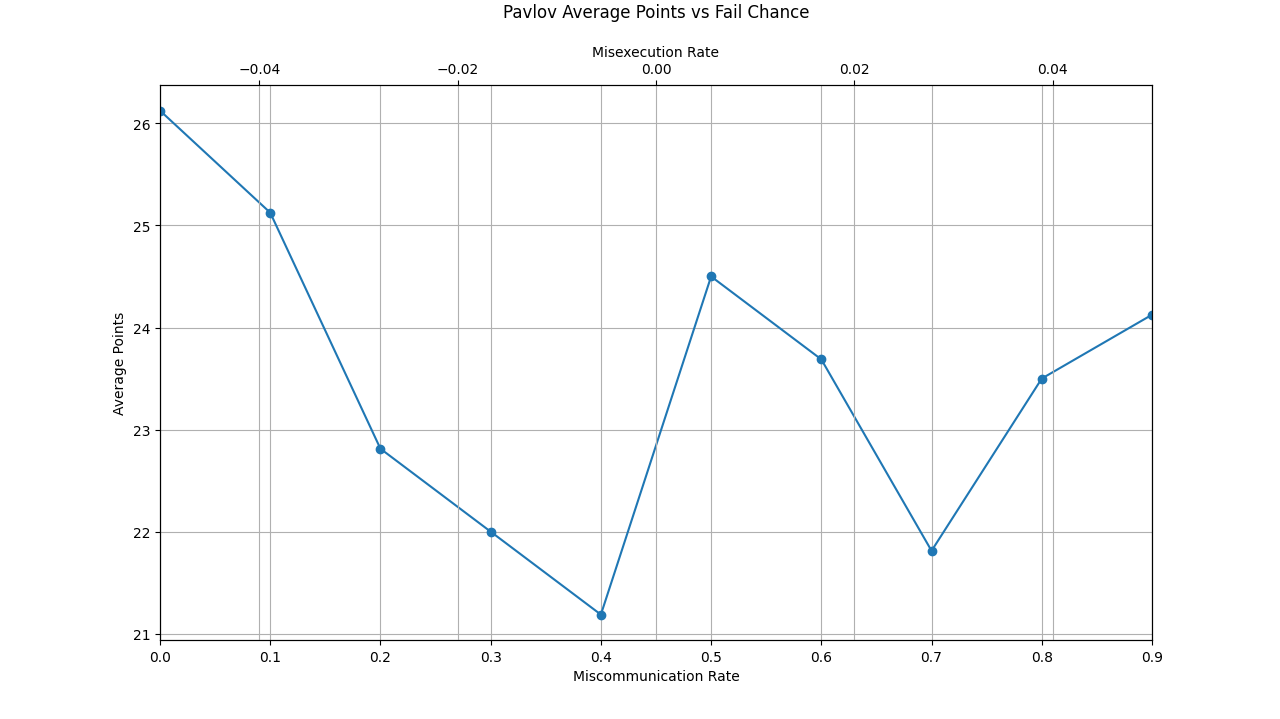 Pavlov Average Points vs Fail Chance
Misexecution Rate
−0.04 −0.02 0.00 0.02 0.04
26
25
24
23
22
21
Average Points
0.0 0.1 0.2 0.3 0.4 0.5 0.6 0.7 0.8 0.9
Miscommunication Rate